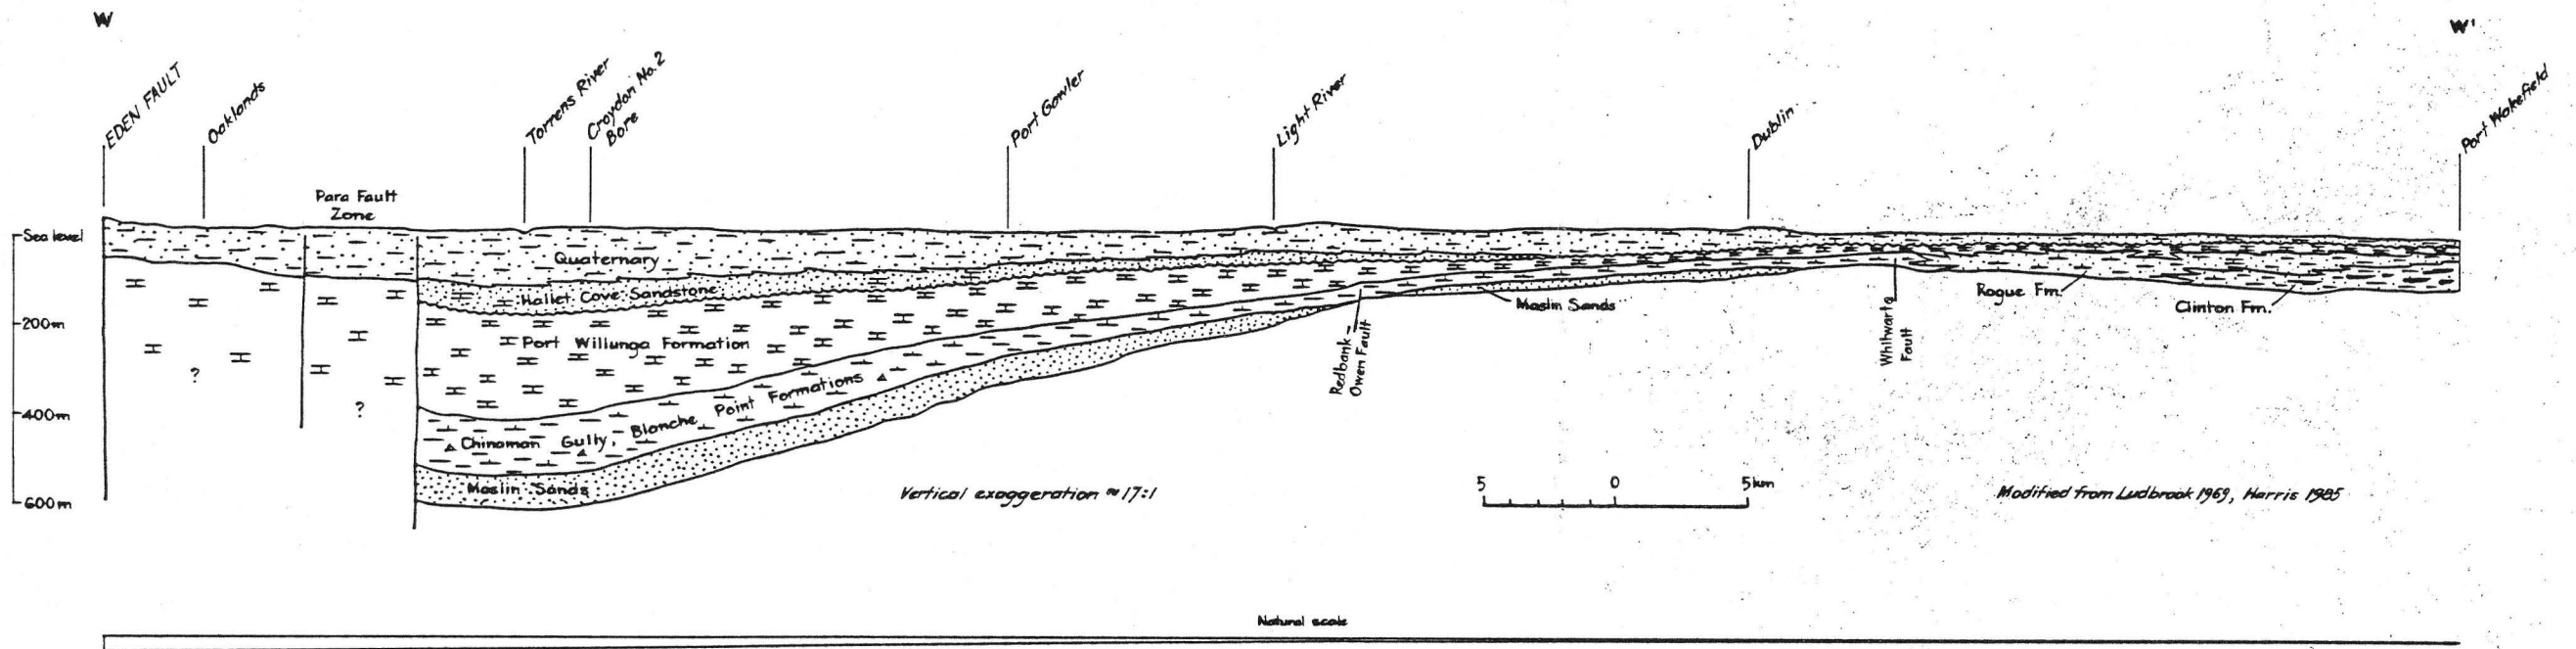 W
W'
EDEN FAULT
Oaklands
Torrens River
Croydon No.2
Bore
Port Gawler
Light River
Dublin
Port Wakefield
Para Fault
Zone
Sea level
200m
400m
600m
Quaternary
Hallet Cove Sandstone
Port Willunga Formation
Chinaman Gully, Blanche Point Formations
Maslin Sands
?
?
Redbank-
Owen Fault
Maslin Sands
Whitwarta
Fault
Rogue Fm.
Clinton Fm.
Vertical exaggeration ≈ 17:1
5 0 5km
Modified from Ludbrook 1969, Harris 1985
Natural scale